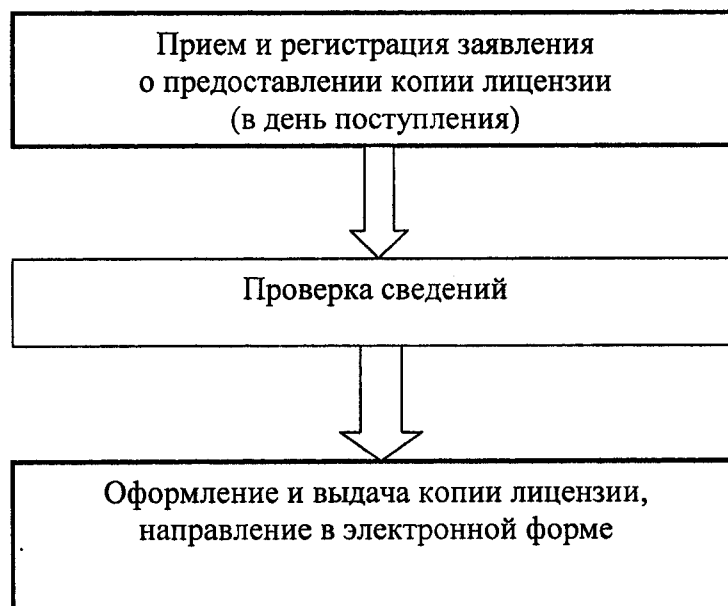 Прием и регистрация заявления
о предоставлении копии лицензии
(в день поступления)
Проверка сведений
Оформление и выдача копии лицензии,
направление в электронной форме